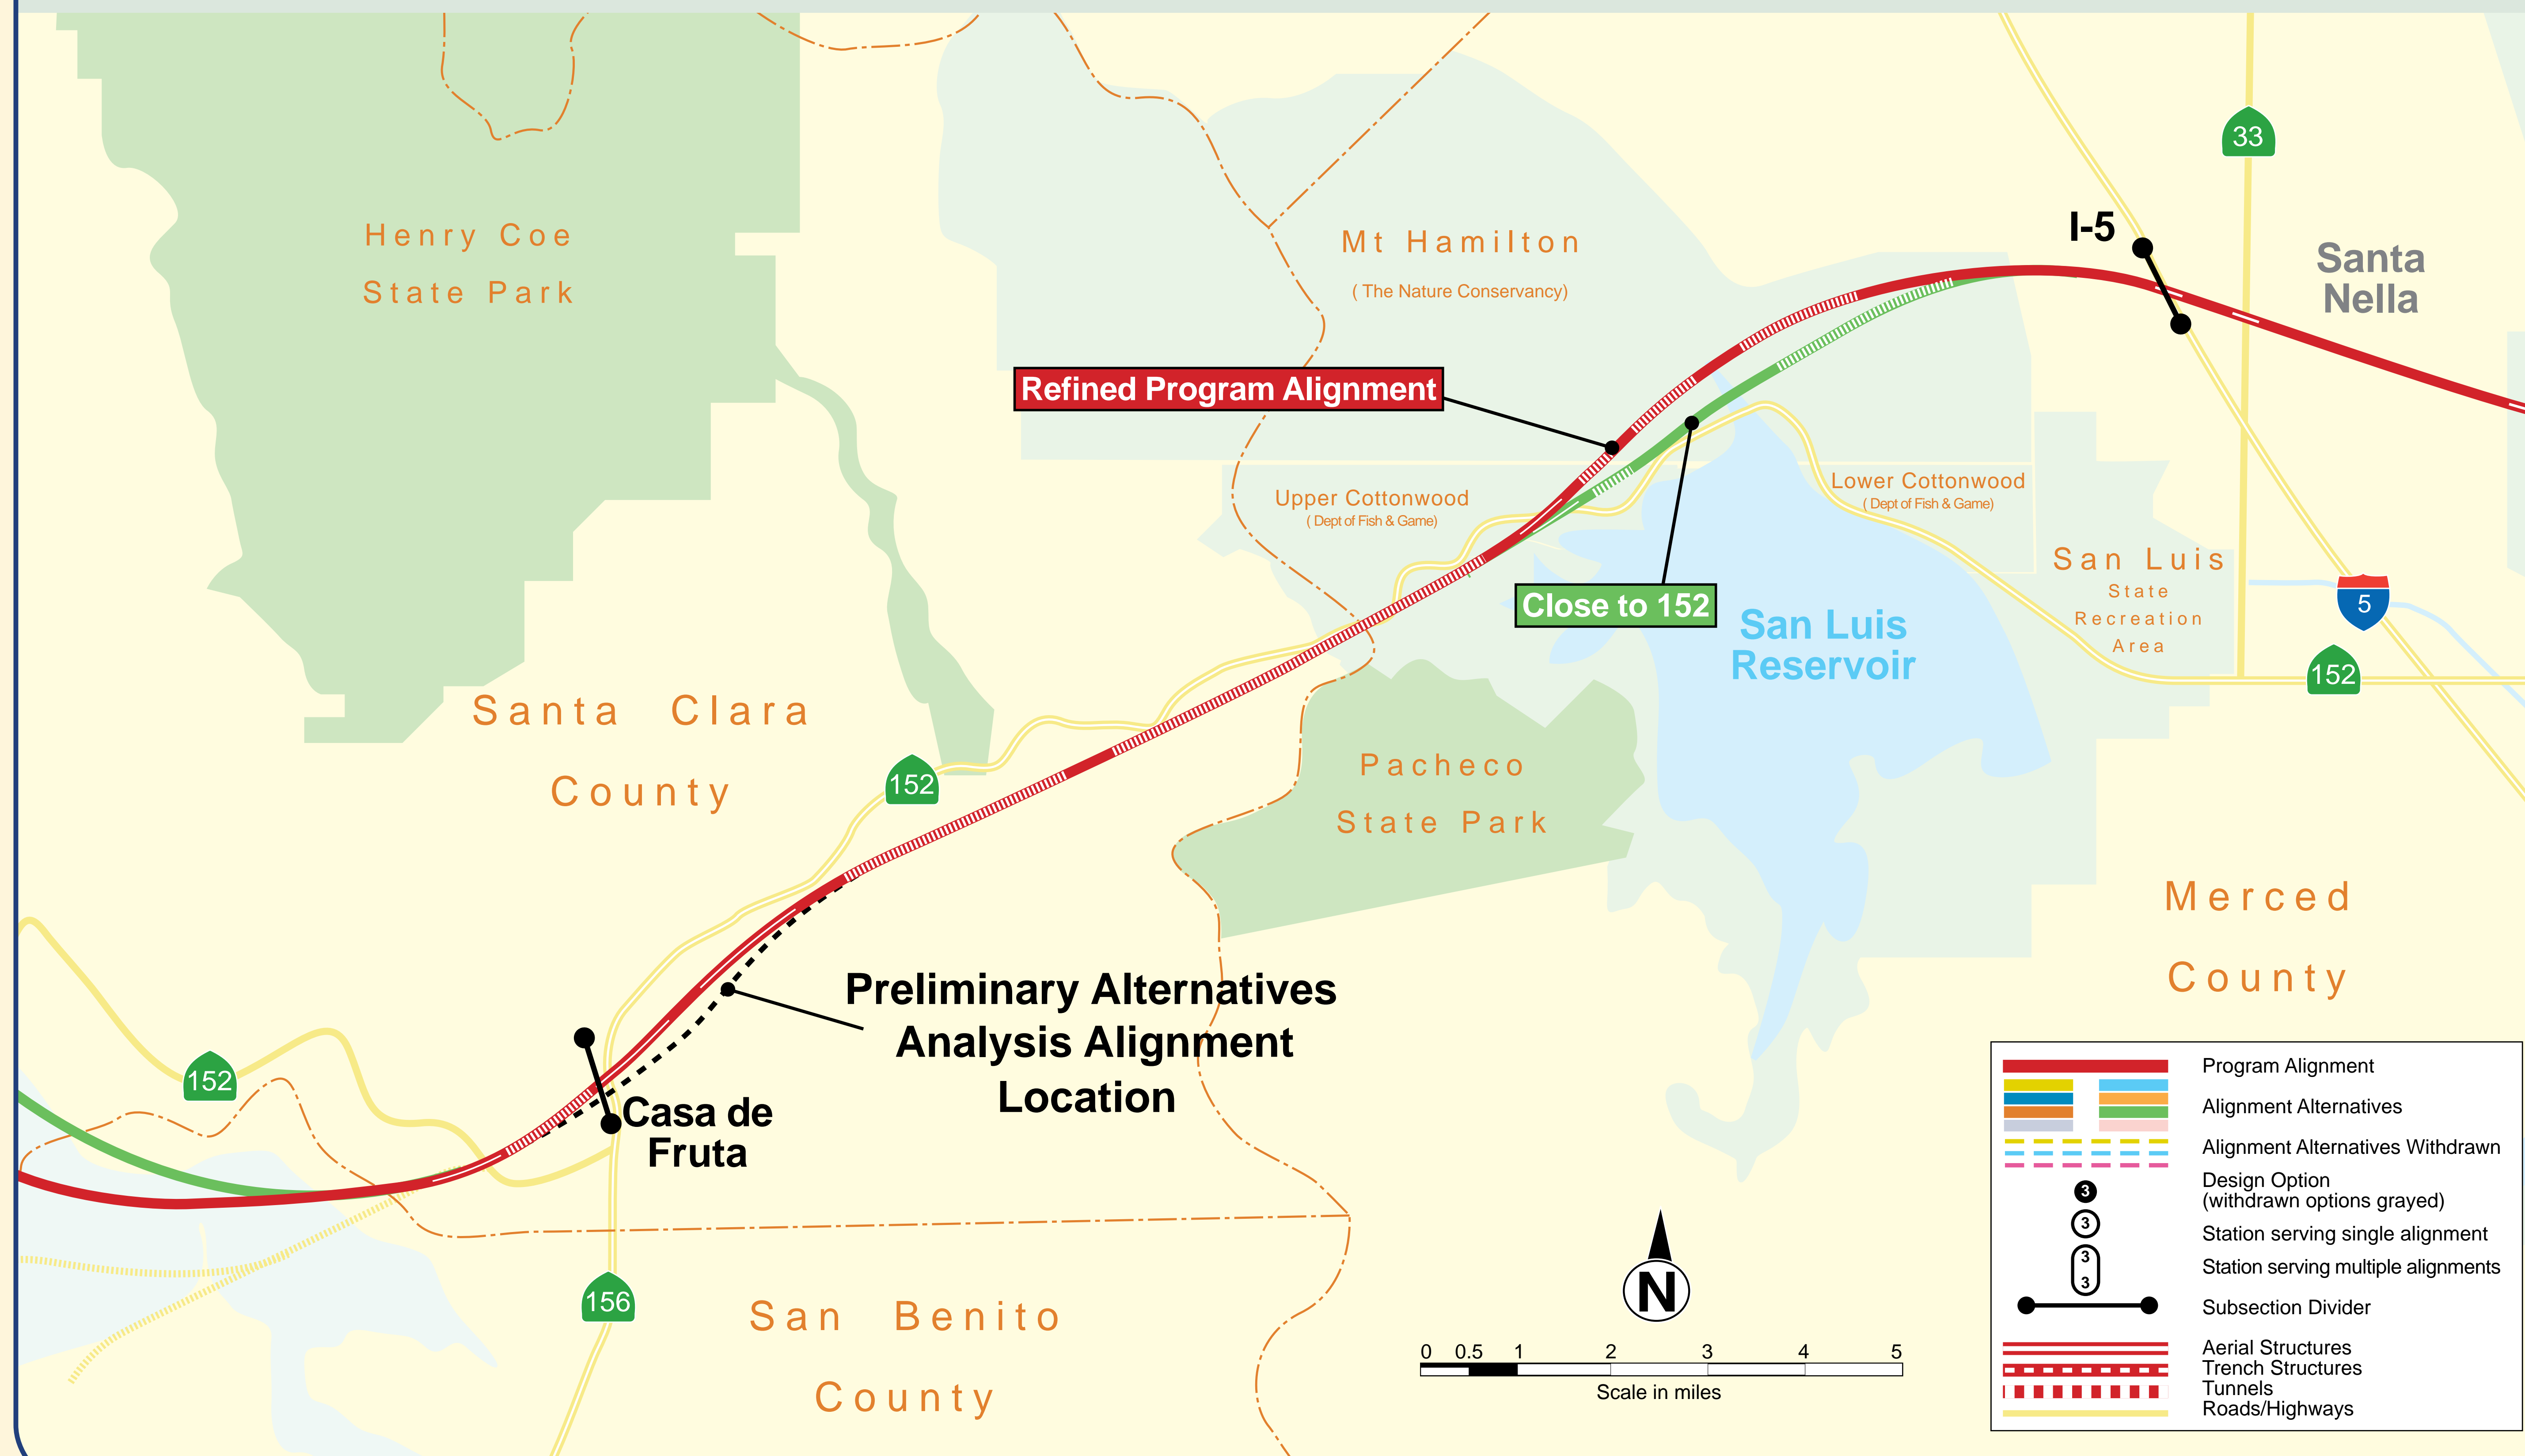 33
I-5
Santa
Nella
Henry Coe
State Park
Mt Hamilton
( The Nature Conservancy)
Refined Program Alignment
Upper Cottonwood
( Dept of Fish & Game)
Lower Cottonwood
( Dept of Fish & Game)
San Luis
State
Recreation
Area
5
152
Close to 152
San Luis
Reservoir
Santa Clara
County
152
Pacheco
State Park
Merced
County
Preliminary Alternatives
Analysis Alignment
Location
152
Casa de
Fruta
156
San Benito
County
N
0 0.5 1 2 3 4 5
Scale in miles
Program Alignment
Alignment Alternatives
Alignment Alternatives Withdrawn
3 Design Option
(withdrawn options grayed)
3 Station serving single alignment
3
3
Station serving multiple alignments
Subsection Divider
Aerial Structures
Trench Structures
Tunnels
Roads/Highways